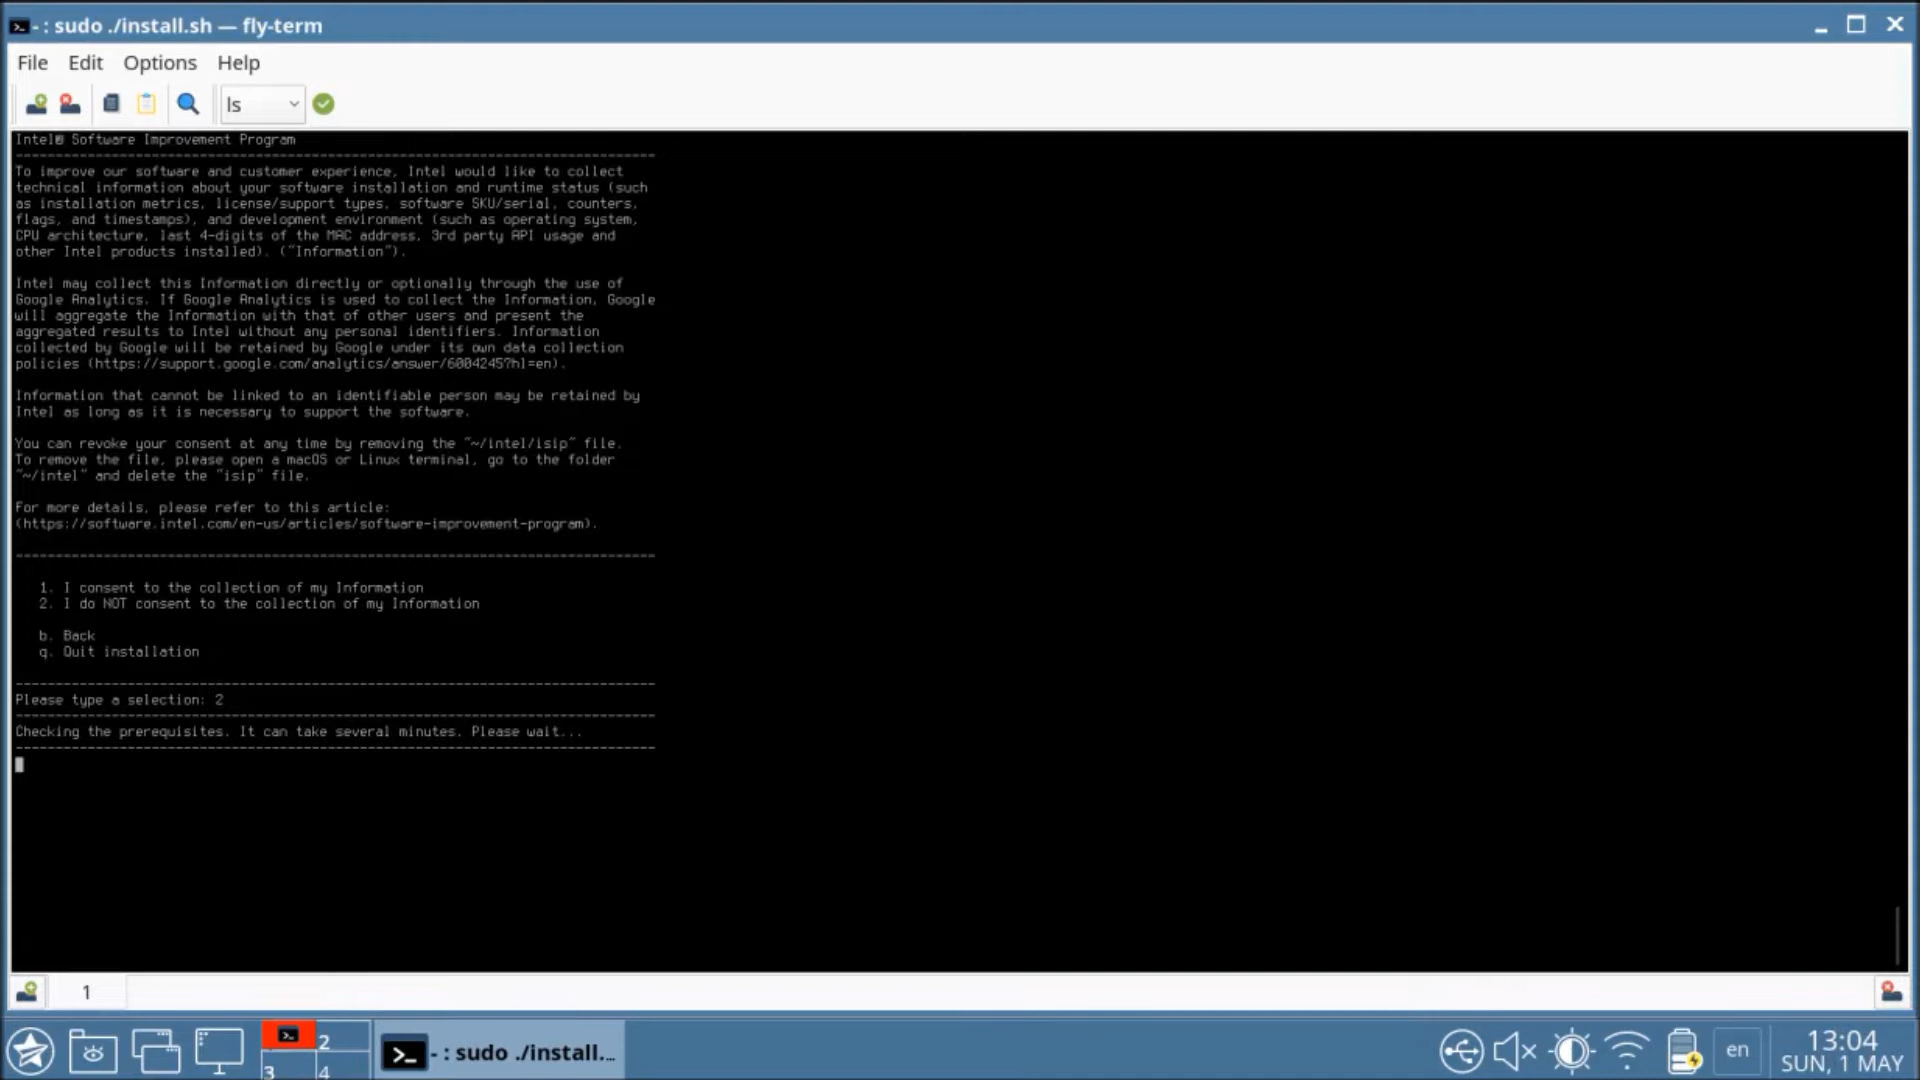 - : sudo ./install.sh — fly-term
File Edit Options Help
ls
Intel® Software Improvement Program
--------------------------------------------------------------------------------
To improve our software and customer experience, Intel would like to collect
technical information about your software installation and runtime status (such
as installation metrics, license/support types, software SKU/serial, counters,
flags, and timestamps), and development environment (such as operating system,
CPU architecture, last 4-digits of the MAC address, 3rd party API usage and
other Intel products installed). ("Information").
Intel may collect this Information directly or optionally through the use of
Google Analytics. If Google Analytics is used to collect the Information, Google
will aggregate the Information with that of other users and present the
aggregated results to Intel without any personal identifiers. Information
collected by Google will be retained by Google under its own data collection
policies (https://support.google.com/analytics/answer/6004245?hl=en).
Information that cannot be linked to an identifiable person may be retained by
Intel as long as it is necessary to support the software.
You can revoke your consent at any time by removing the "~/intel/isip" file.
To remove the file, please open a macOS or Linux terminal, go to the folder
"~/intel" and delete the "isip" file.
For more details, please refer to this article:
(https://software.intel.com/en-us/articles/software-improvement-program).
--------------------------------------------------------------------------------
1. I consent to the collection of my Information
2. I do NOT consent to the collection of my Information
b. Back
q. Quit installation
--------------------------------------------------------------------------------
Please type a selection: 2
--------------------------------------------------------------------------------
Checking the prerequisites. It can take several minutes. Please wait...
--------------------------------------------------------------------------------
1
2
3 4
- : sudo ./install....
en
13:04
SUN, 1 MAY